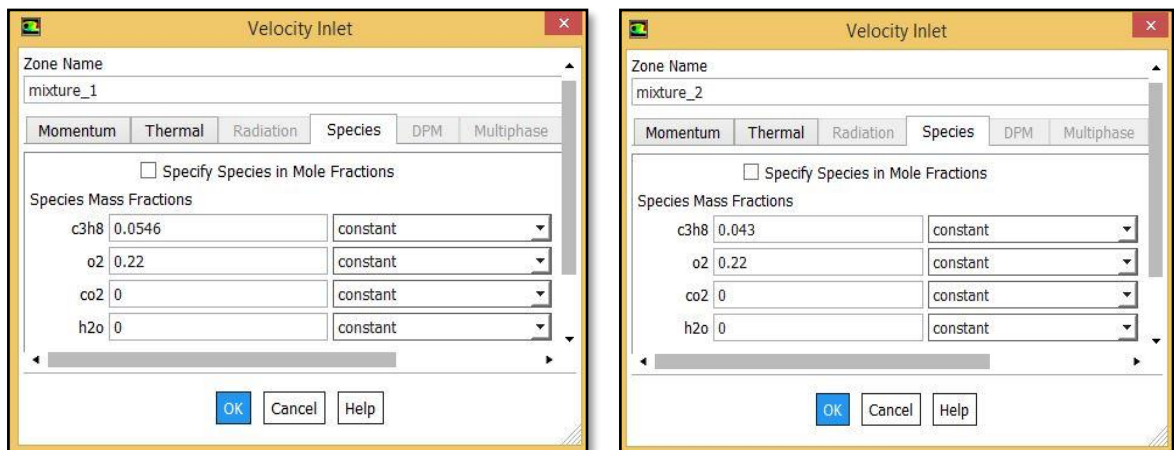 Velocity Inlet
Zone Name
mixture_1
Momentum Thermal Radiation Species DPM Multiphase
Specify Species in Mole Fractions
Species Mass Fractions
c3h8 0.0546 constant
o2 0.22 constant
co2 0 constant
h2o 0 constant
OK Cancel Help
Velocity Inlet
Zone Name
mixture_2
Momentum Thermal Radiation Species DPM Multiphase
Specify Species in Mole Fractions
Species Mass Fractions
c3h8 0.043 constant
o2 0.22 constant
co2 0 constant
h2o 0 constant
OK Cancel Help